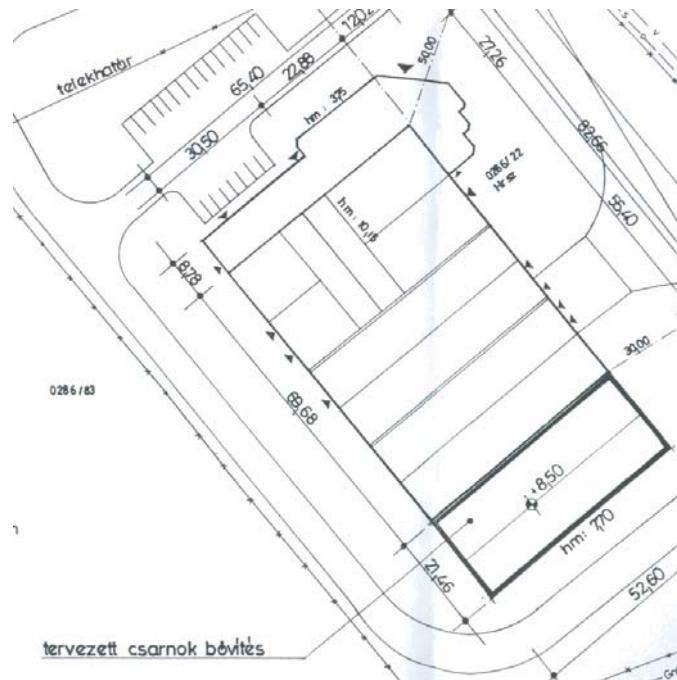 telekhatár
120,2
65,40
22,88
30,50
hm: 3,75
50,00
27,26
82,66
0286/22
Hrsz
55,40
hm: 10,15
8,78
30,00
0286/83
69,68
+8,50
hm: 7,70
21,46
52,60
tervezett csarnok bővítés